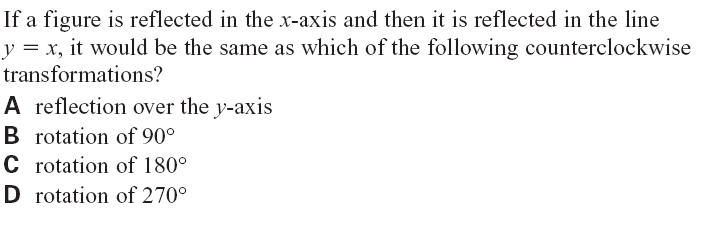 If a figure is reflected in the x-axis and then it is reflected in the line
y = x, it would be the same as which of the following counterclockwise
transformations?
A reflection over the y-axis
B rotation of 90°
C rotation of 180°
D rotation of 270°